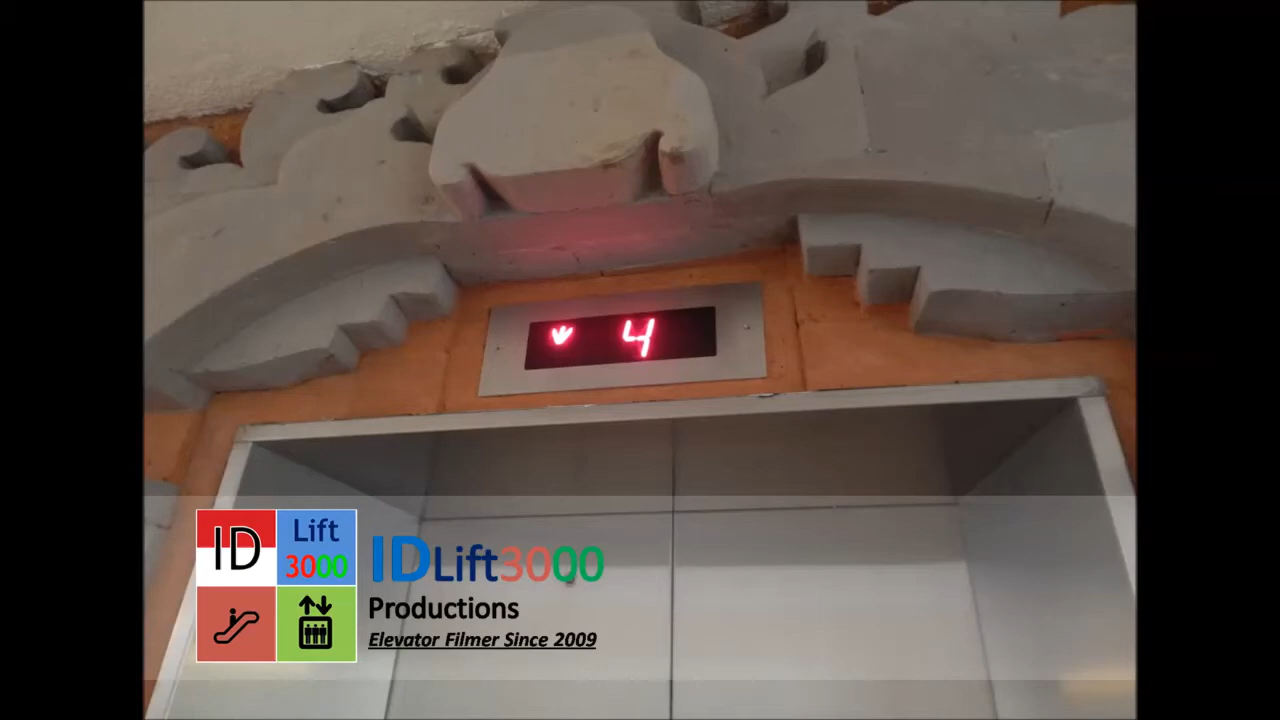 4
ID
Lift
3000
IDLift3000
Productions
Elevator Filmer Since 2009